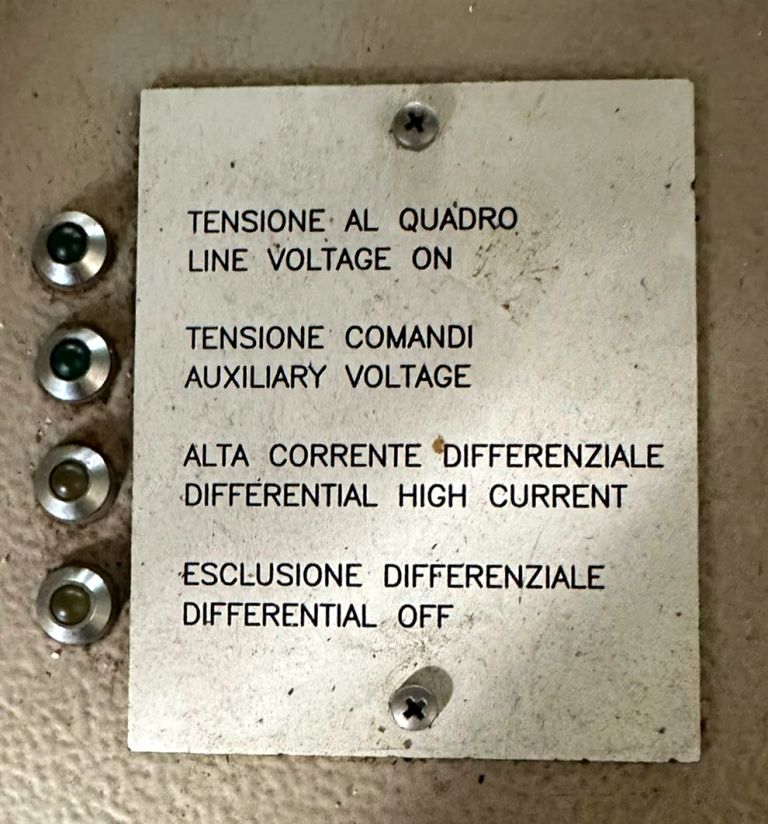 TENSIONE AL QUADRO
LINE VOLTAGE ON
TENSIONE COMANDI
AUXILIARY VOLTAGE
ALTA CORRENTE DIFFERENZIALE
DIFFERENTIAL HIGH CURRENT
ESCLUSIONE DIFFERENZIALE
DIFFERENTIAL OFF